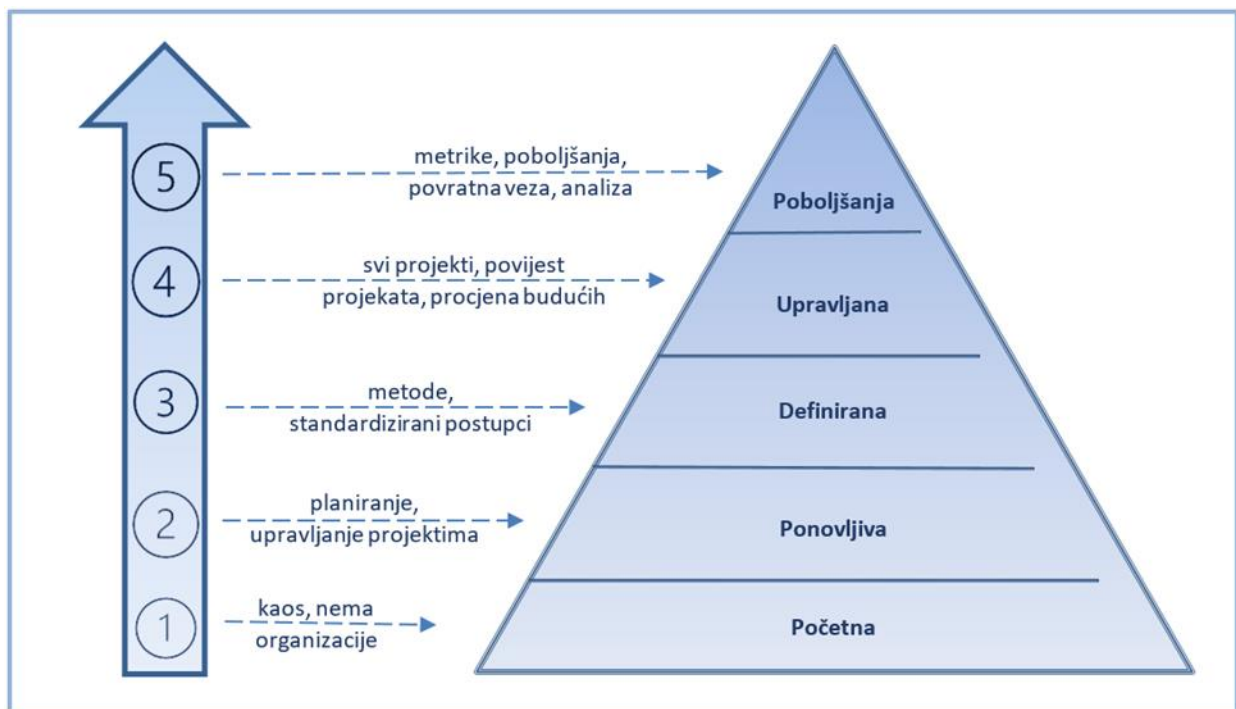 5
metrike, poboljšanja,
povratna veza, analiza
Poboljšanja
4
svi projekti, povijest
projekata, procjena budućih
Upravljana
3
metode,
standardizirani postupci
Definirana
2
planiranje,
upravljanje projektima
Ponovljiva
1
kaos, nema
organizacije
Početna